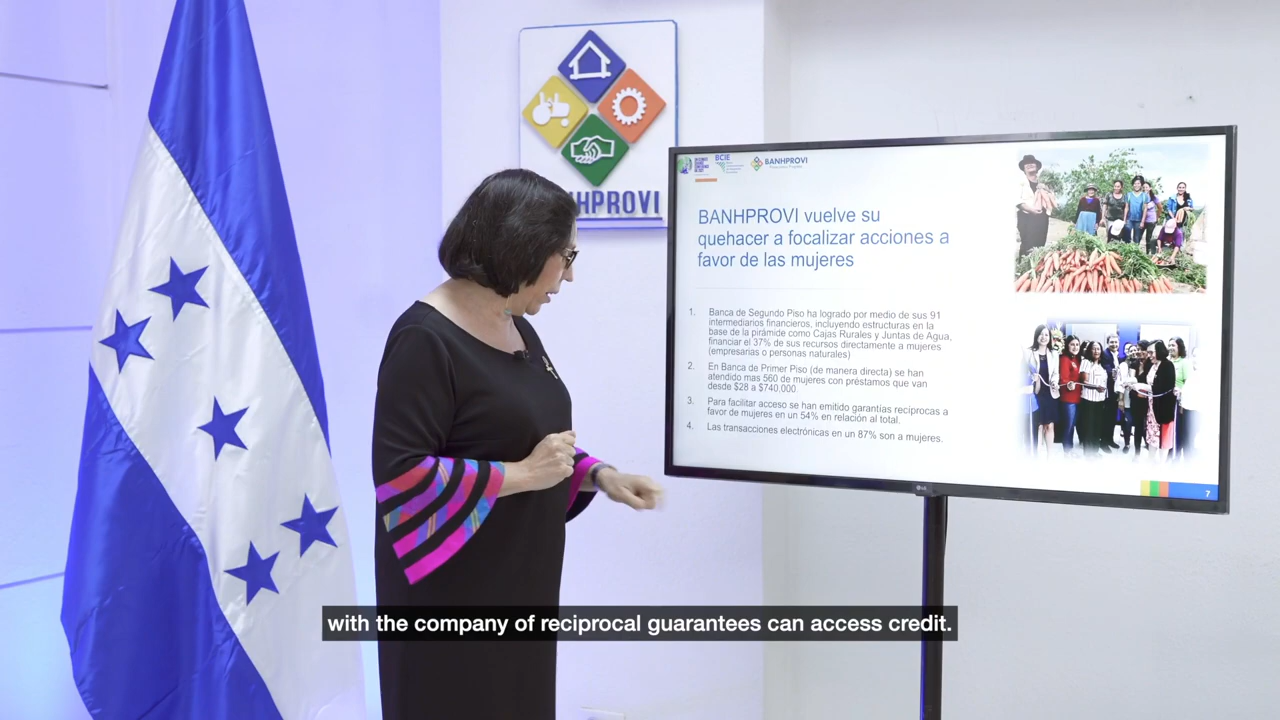 BCIE
BANHPROVI
HPROVI
BANHPROVI vuelve su
quehacer a focalizar acciones a
favor de las mujeres
1. Banca de Segundo Piso ha logrado por medio de sus 91
intermediarios financieros, incluyendo estructuras en la
base de la pirámide como Cajas Rurales y Juntas de Agua,
financiar el 37% de sus recursos directamente a mujeres
(empresarias o personas naturales)
2. En Banca de Primer Piso (de manera directa) se han
atendido mas 560 de mujeres con préstamos que van
desde $28 a $740,000.
3. Para facilitar acceso se han emitido garantías reciprocas a
favor de mujeres en un 54% en relación al total.
4. Las transacciones electrónicas en un 87% son a mujeres.
LG
7
with the company of reciprocal guarantees can access credit.